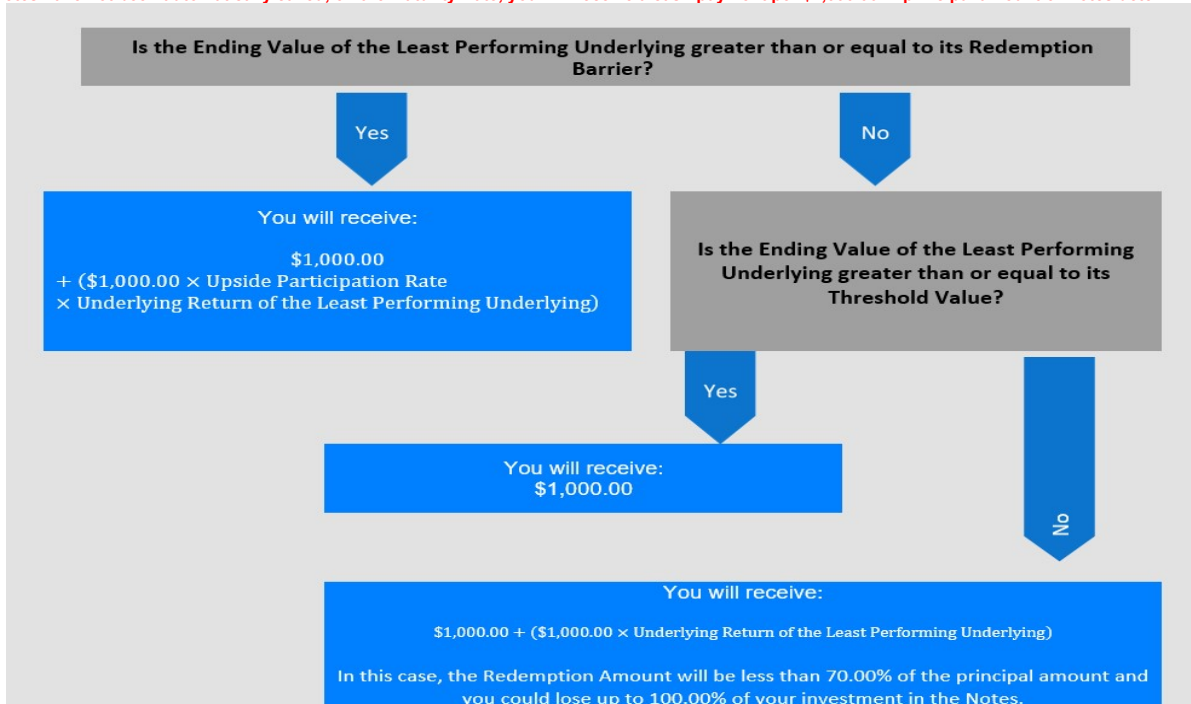 Is the Ending Value of the Least Performing Underlying greater than or equal to its Redemption
Barrier?
Yes
No
You will receive:
$1,000.00
+ ($1,000.00 × Upside Participation Rate
× Underlying Return of the Least Performing Underlying)
Is the Ending Value of the Least Performing
Underlying greater than or equal to its
Threshold Value?
Yes
You will receive:
$1,000.00
No
You will receive:
$1,000.00 + ($1,000.00 × Underlying Return of the Least Performing Underlying)
In this case, the Redemption Amount will be less than 70.00% of the principal amount and
you could lose up to 100.00% of your investment in the Notes.